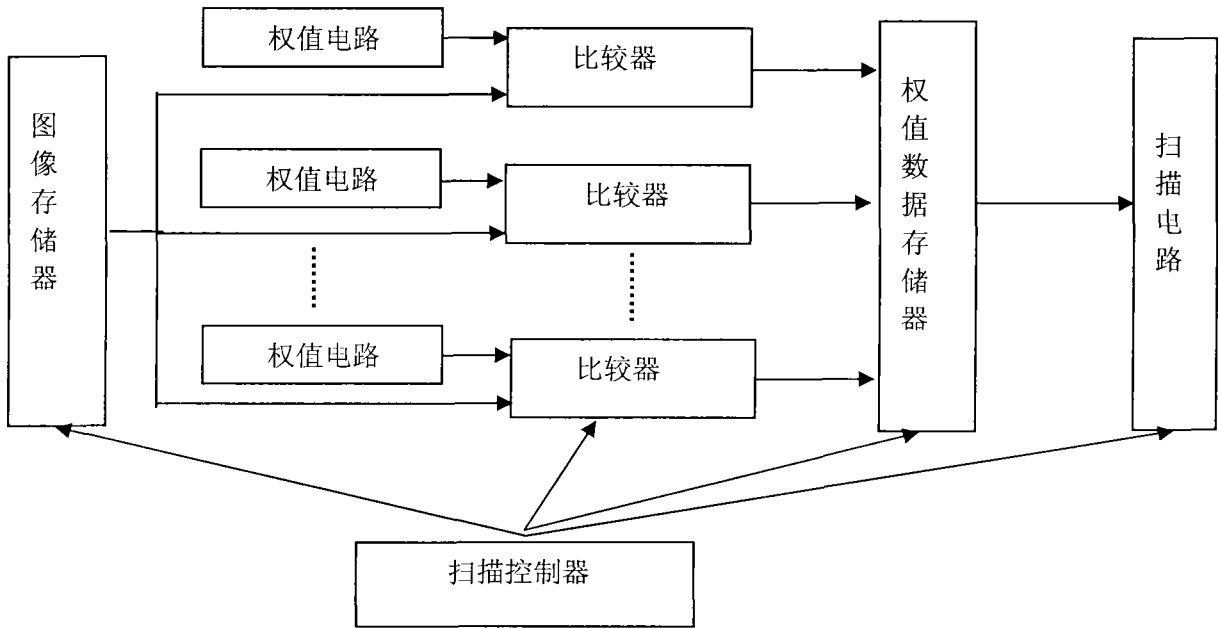 图像存储器
权值电路
比较器
权值电路
比较器
权值电路
比较器
权值数据存储器
扫描电路
扫描控制器